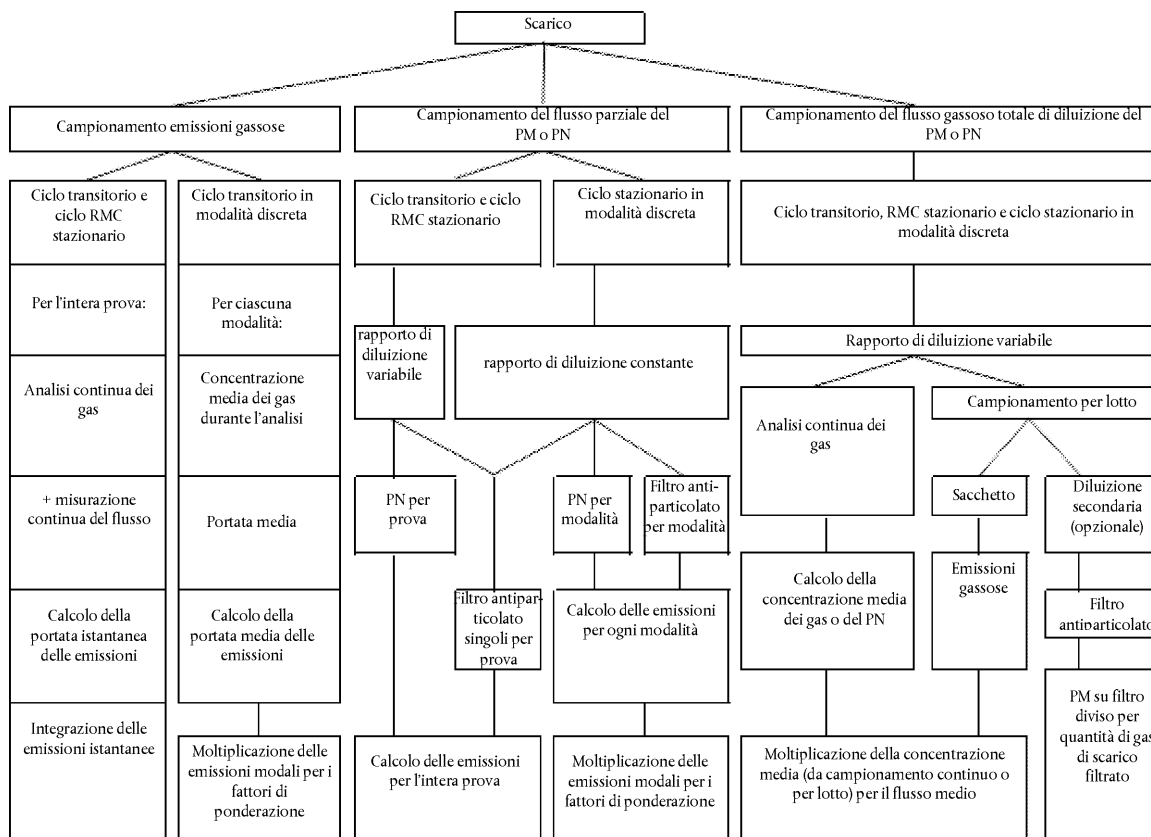 Scarico
Campionamento emissioni gassose
Campionamento del flusso parziale del
PM o PN
Campionamento del flusso gassoso totale di diluizione del
PM o PN
Ciclo transitorio e
ciclo RMC
stazionario
Ciclo transitorio in
modalità discreta
Ciclo transitorio e ciclo
RMC stazionario
Ciclo stazionario in
modalità discreta
Ciclo transitorio, RMC stazionario e ciclo stazionario in
modalità discreta
Per l'intera prova:
Per ciascuna
modalità:
rapporto di
diluizione
variabile
rapporto di diluizione constante
Rapporto di diluizione variabile
Analisi continua dei
gas
Concentrazione
media dei gas
durante l'analisi
Analisi continua dei
gas
Campionamento per lotto
+ misurazione
continua del flusso
Portata media
PN per
prova
PN per
modalità
Filtro anti-
particolato
per modalità
Sacchetto
Diluizione
secondaria
(opzionale)
Calcolo della
portata istantanea
delle emissioni
Calcolo della
portata media delle
emissioni
Filtro antipar-
ticolato
singoli per
prova
Calcolo delle emissioni
per ogni modalità
Calcolo della
concentrazione media
dei gas o del PN
Emissioni
gassose
Filtro
antiparticolato
Integrazione delle
emissioni istantanee
Moltiplicazione delle
emissioni modali per i
fattori di
ponderazione
Calcolo delle emissioni
per l'intera prova
Moltiplicazione delle
emissioni modali per i
fattori di ponderazione
Moltiplicazione della concentrazione
media (da campionamento continuo o
per lotto) per il flusso medio
PM su filtro
diviso per
quantità di gas
di scarico
filtrato